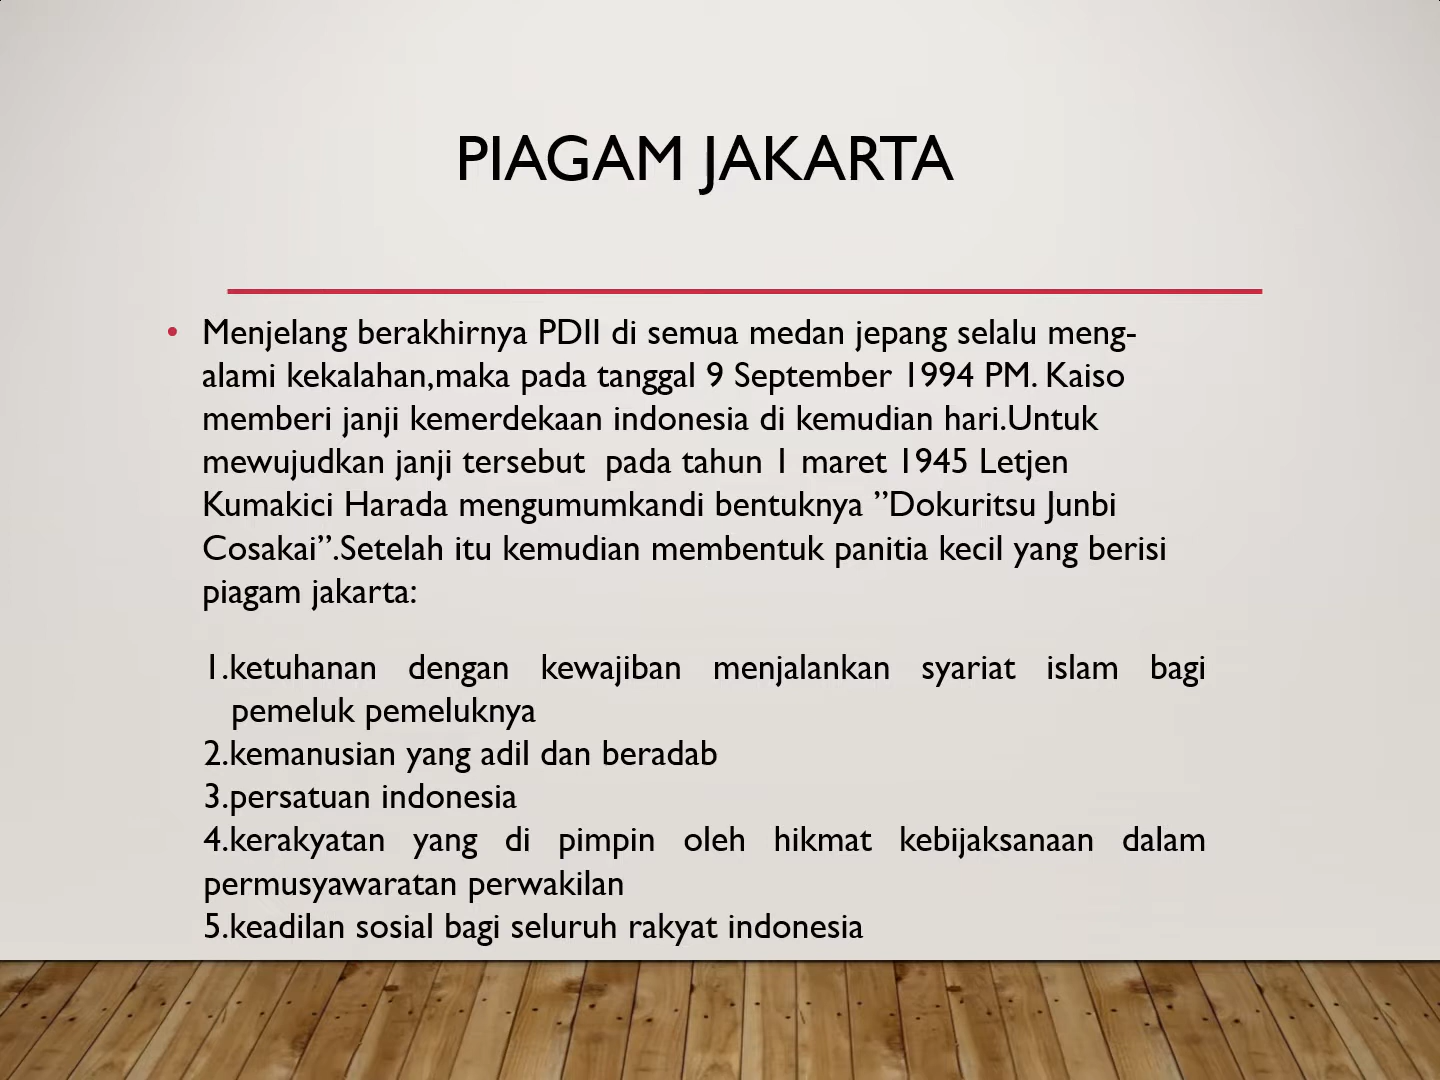 PIAGAM JAKARTA
• Menjelang berakhirnya PDII di semua medan jepang selalu meng-
alami kekalahan,maka pada tanggal 9 September 1994 PM. Kaiso
memberi janji kemerdekaan indonesia di kemudian hari.Untuk
mewujudkan janji tersebut  pada tahun 1 maret 1945 Letjen
Kumakici Harada mengumumkandi bentuknya ”Dokuritsu Junbi
Cosakai”.Setelah itu kemudian membentuk panitia kecil yang berisi
piagam jakarta:
1.ketuhanan dengan kewajiban menjalankan syariat islam bagi
pemeluk pemeluknya
2.kemanusian yang adil dan beradab
3.persatuan indonesia
4.kerakyatan yang di pimpin oleh hikmat kebijaksanaan dalam
permusyawaratan perwakilan
5.keadilan sosial bagi seluruh rakyat indonesia